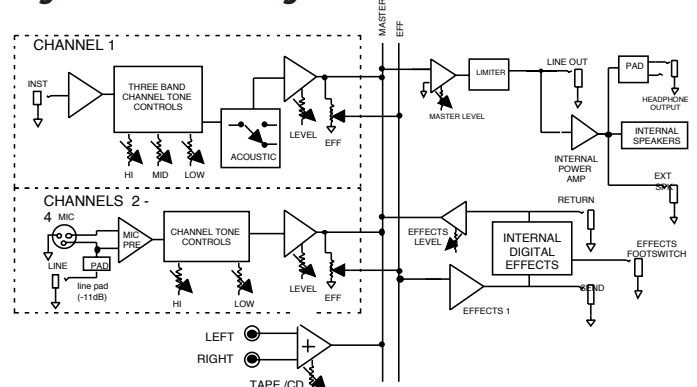 MASTER
EFF
CHANNEL 1
INST
THREE BAND
CHANNEL TONE
CONTROLS
HI
MID
LOW
ACOUSTIC
LEVEL
EFF
MASTER LEVEL
LIMITER
LINE OUT
PAD
HEADPHONE
OUTPUT
INTERNAL
SPEAKERS
INTERNAL
POWER
AMP
EXT
SPK
CHANNELS 2 -
4
MIC
MIC
PRE
LINE
PAD
line pad
(-11dB)
CHANNEL TONE
CONTROLS
HI
LOW
LEVEL
EFF
EFFECTS
LEVEL
RETURN
INTERNAL
DIGITAL
EFFECTS
EFFECTS
FOOTSWITCH
SEND
EFFECTS 1
LEFT
RIGHT
+
TAPE /CD